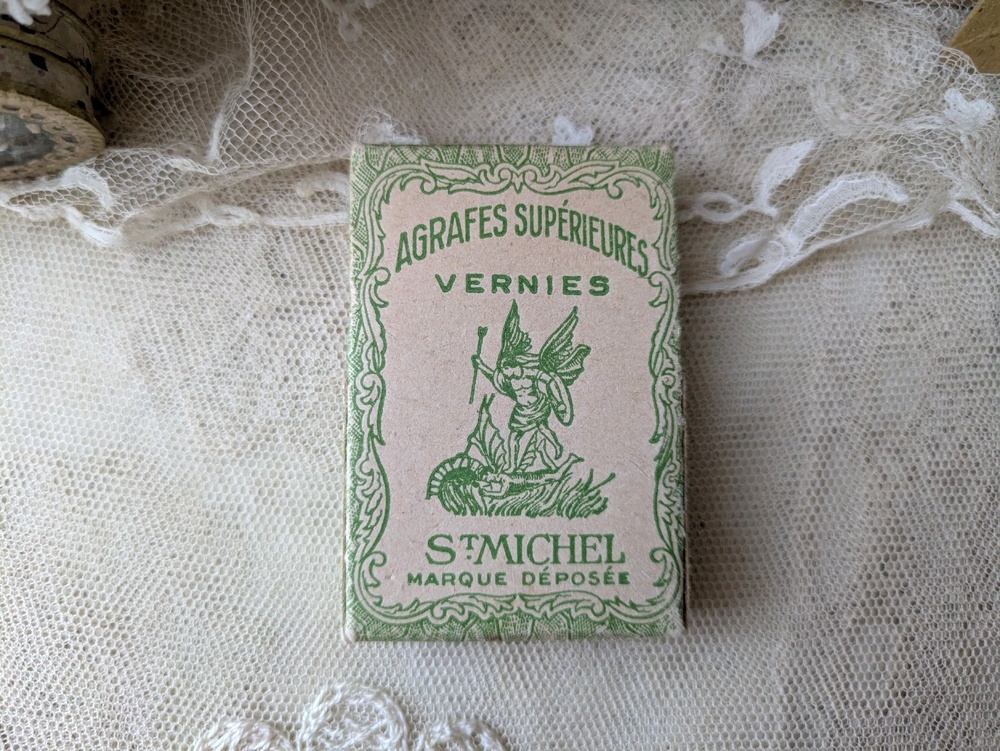 AGRAFES SUPÉRIEURES
VERNIES
ST MICHEL
MARQUE DÉPOSÉE